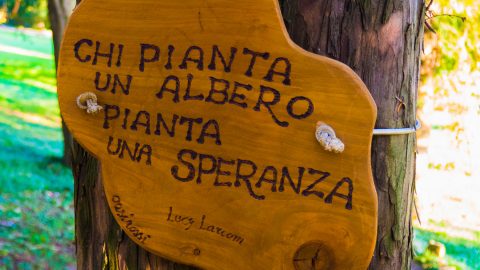 CHI PIANTA
UN ALBERO
PIANTA
UNA SPERANZA
Lucy Larcom